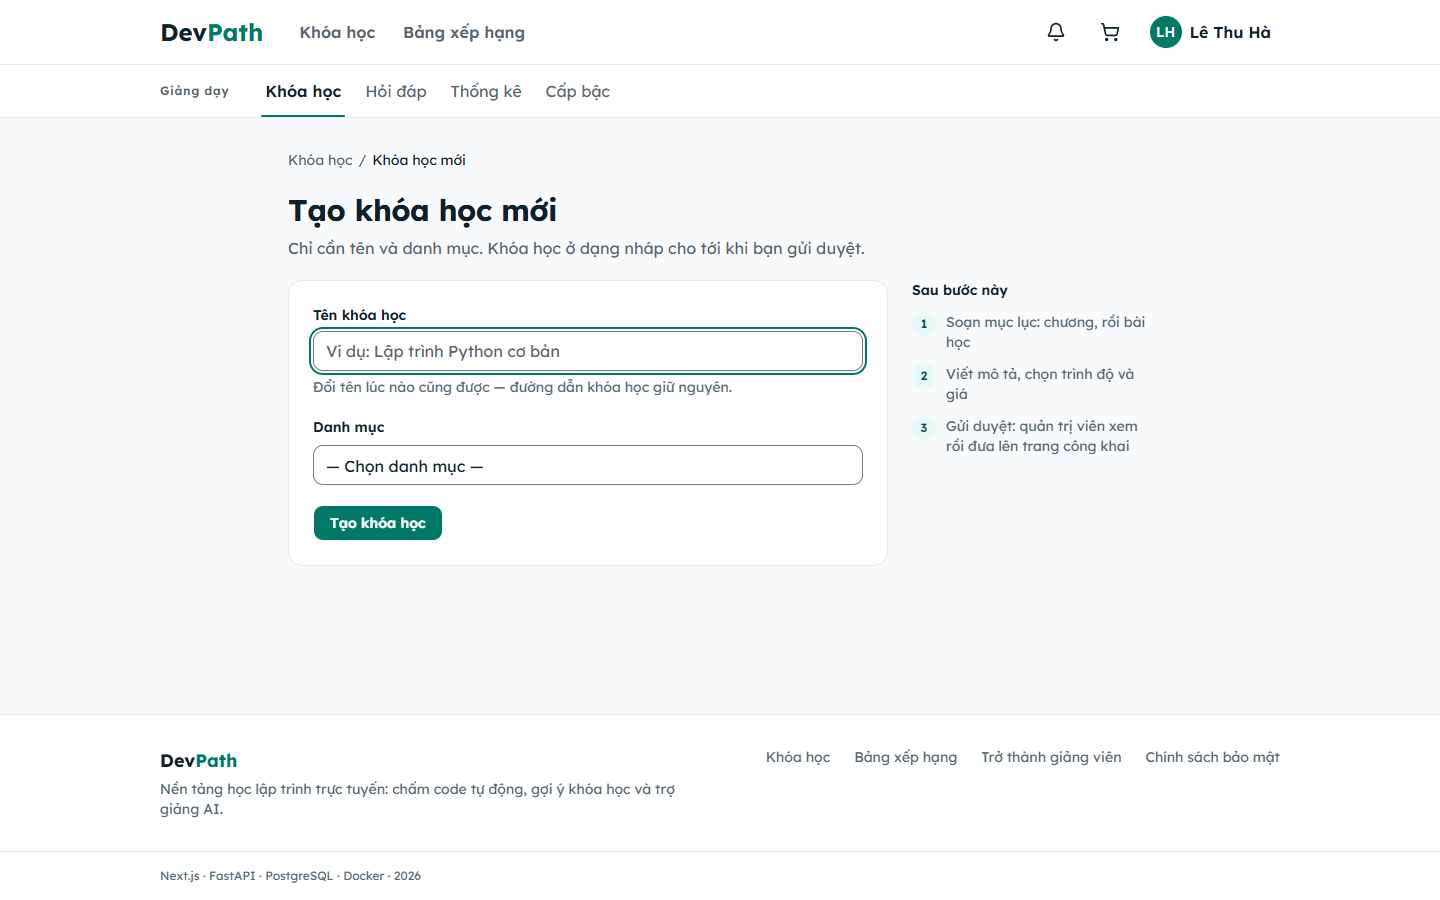 DevPath
Khóa học
Bảng xếp hạng
LH
Lê Thu Hà
Giảng dạy
Khóa học
Hỏi đáp
Thống kê
Cấp bậc
Khóa học / Khóa học mới
Tạo khóa học mới
Chỉ cần tên và danh mục. Khóa học ở dạng nháp cho tới khi bạn gửi duyệt.
Tên khóa học
Ví dụ: Lập trình Python cơ bản
Đổi tên lúc nào cũng được — đường dẫn khóa học giữ nguyên.
Danh mục
— Chọn danh mục —
Tạo khóa học
Sau bước này
1
Soạn mục lục: chương, rồi bài
học
2
Viết mô tả, chọn trình độ và
giá
3
Gửi duyệt: quản trị viên xem
rồi đưa lên trang công khai
DevPath
Nền tảng học lập trình trực tuyến: chấm code tự động, gợi ý khóa học và trợ
giảng AI.
Khóa học
Bảng xếp hạng
Trở thành giảng viên
Chính sách bảo mật
Next.js · FastAPI · PostgreSQL · Docker · 2026